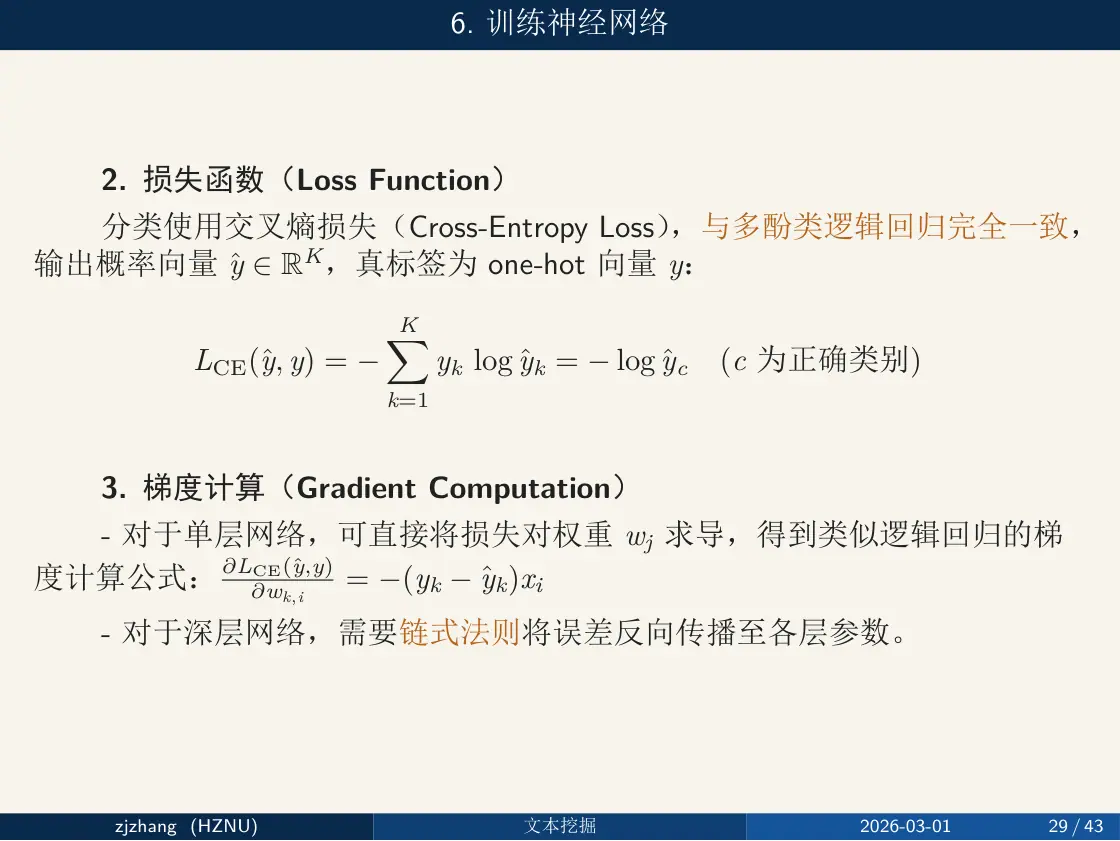 6. 训练神经网络
2. 损失函数（Loss Function）
分类使用交叉熵损失（Cross-Entropy Loss），与多酚类逻辑回归完全一致，
输出概率向量 ŷ ∈ ℝ^K，真标签为 one-hot 向量 y：
L_CE(ŷ, y) = − ∑_{k=1}^{K} y_k log ŷ_k = − log ŷ_c (c 为正确类别)
3. 梯度计算（Gradient Computation）
- 对于单层网络，可直接将损失对权重 w_j 求导，得到类似逻辑回归的梯
度计算公式：∂L_CE(ŷ,y)/∂w_{k,i} = −(y_k − ŷ_k)x_i
- 对于深层网络，需要链式法则将误差反向传播至各层参数。
zjzhang (HZNU) 文本挖掘 2026-03-01 29 / 43